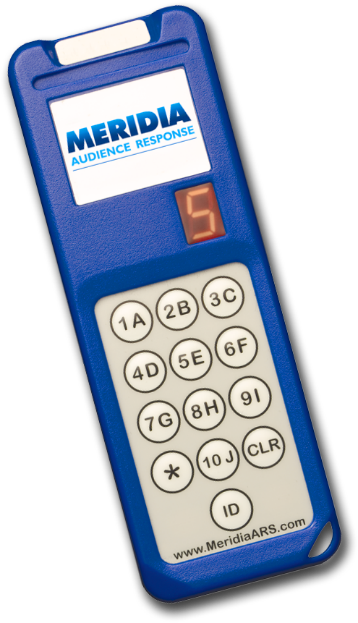 MERIDIA
AUDIENCE RESPONSE
5
1A 2B 3C
4D 5E 6F
7G 8H 9I
* 10J CLR
ID
www.MeridiaARS.com